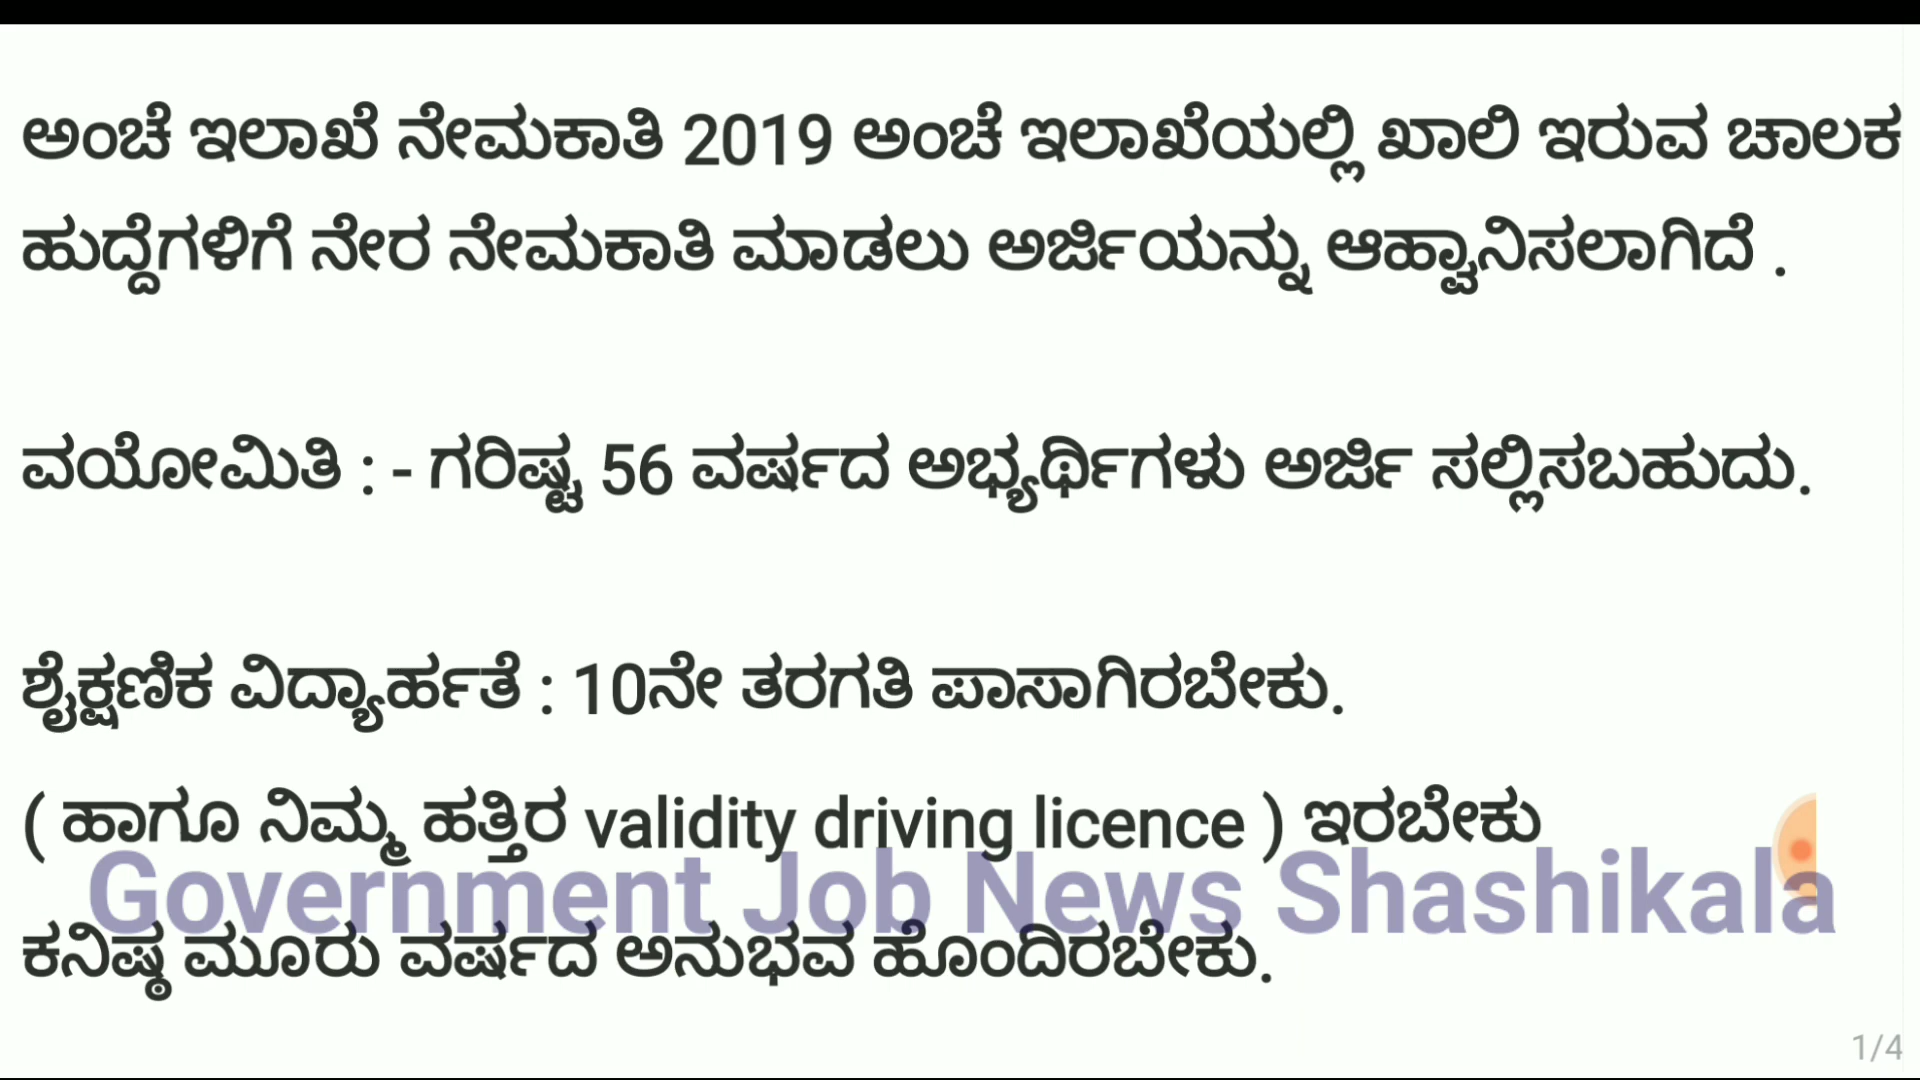 ಅಂಚೆ ಇಲಾಖೆ ನೇಮಕಾತಿ 2019 ಅಂಚೆ ಇಲಾಖೆಯಲ್ಲಿ ಖಾಲಿ ಇರುವ ಚಾಲಕ
ಹುದ್ದೆಗಳಿಗೆ ನೇರ ನೇಮಕಾತಿ ಮಾಡಲು ಅರ್ಜಿಯನ್ನು ಆಹ್ವಾನಿಸಲಾಗಿದೆ .
ವಯೋಮಿತಿ : - ಗರಿಷ್ಟ 56 ವರ್ಷದ ಅಭ್ಯರ್ಥಿಗಳು ಅರ್ಜಿ ಸಲ್ಲಿಸಬಹುದು.
ಶೈಕ್ಷಣಿಕ ವಿದ್ಯಾರ್ಹತೆ : 10ನೇ ತರಗತಿ ಪಾಸಾಗಿರಬೇಕು.
( ಹಾಗೂ ನಿಮ್ಮ ಹತ್ತಿರ validity driving licence ) ಇರಬೇಕು
Government Job News Shashikala
ಕನಿಷ್ಠ ಮೂರು ವರ್ಷದ ಅನುಭವ ಹೊಂದಿರಬೇಕು.
1/4